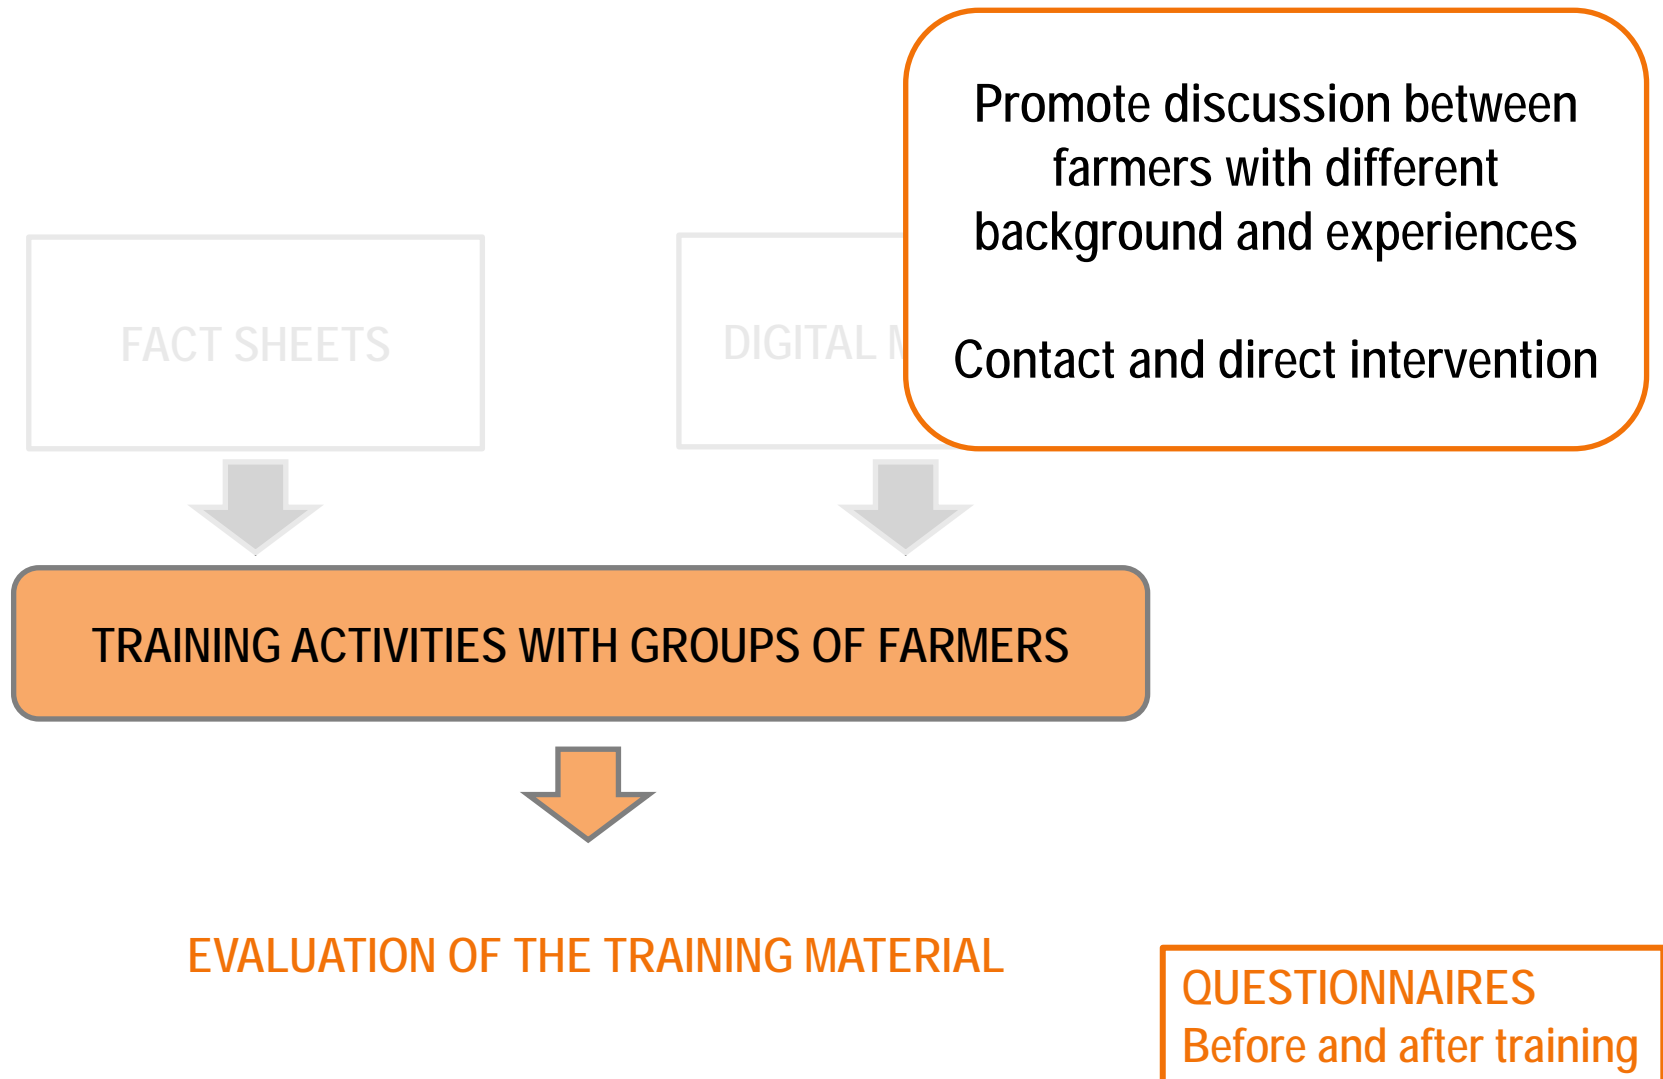 Promote discussion between
farmers with different
background and experiences
Contact and direct intervention
FACT SHEETS
DIGITAL
TRAINING ACTIVITIES WITH GROUPS OF FARMERS
EVALUATION OF THE TRAINING MATERIAL
QUESTIONNAIRES
Before and after training